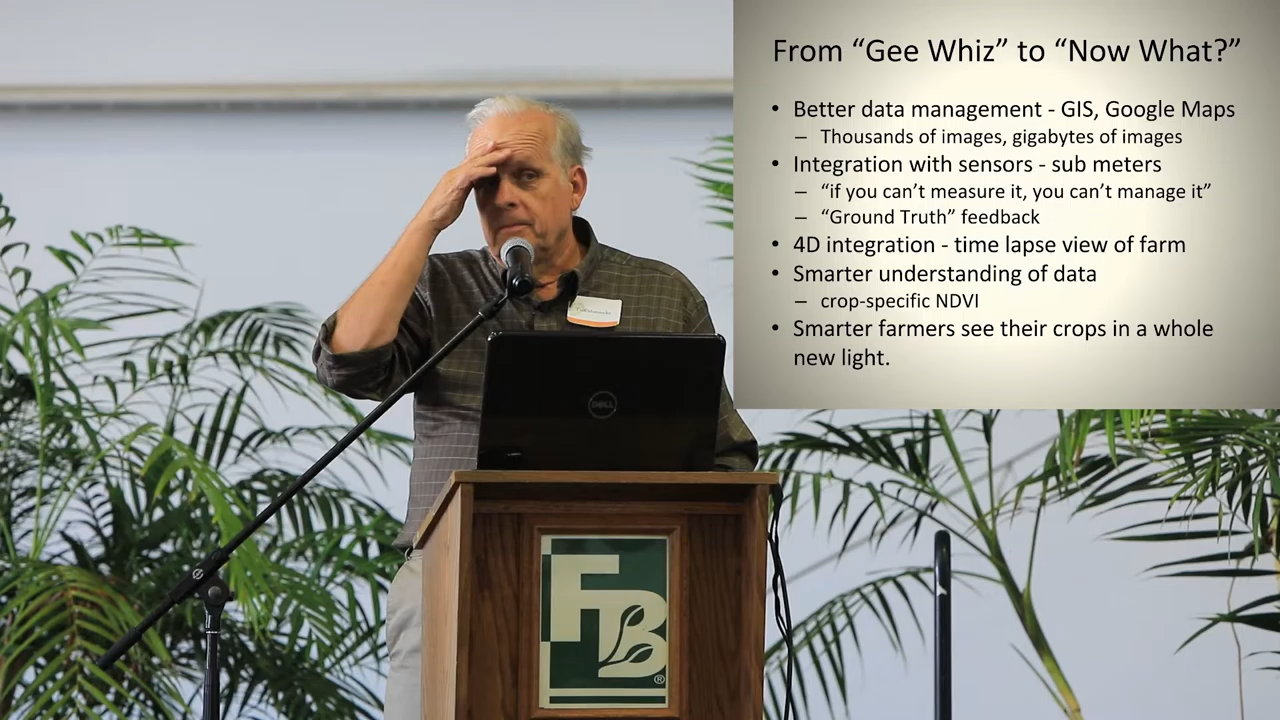 From “Gee Whiz” to “Now What?”
• Better data management - GIS, Google Maps
– Thousands of images, gigabytes of images
• Integration with sensors - sub meters
– “if you can’t measure it, you can’t manage it”
– “Ground Truth” feedback
• 4D integration - time lapse view of farm
• Smarter understanding of data
– crop-specific NDVI
• Smarter farmers see their crops in a whole
new light.
DELL
FB
®